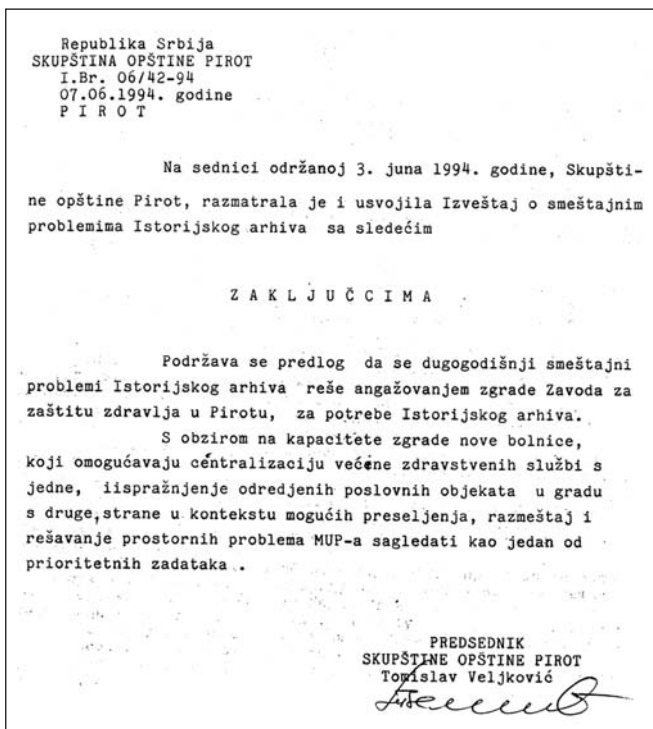 Republika Srbija
SKUPŠTINA OPŠTINE PIROT
I.Br. 06/42-94
07.06.1994. godine
P I R O T
Na sednici održanoj 3. juna 1994. godine, Skupšti-
ne opštine Pirot, razmatrala je i usvojila Izveštaj o smeštajnim
problemima Istorijskog arhiva sa sledećim
Z A K L J U Č C I M A
Podržava se predlog da se dugogodišnji smeštajni
problemi Istorijskog arhiva reše angažovanjem zgrade Zavoda za
zaštitu zdravlja u Pirotu, za potrebe Istorijskog arhiva.
S obzirom na kapacitete zgrade nove bolnice,
koji omogućavaju centralizaciju većene zdravstvenih službi s
jedne, iispražnjenje odredjenih poslovnih objekata u gradu
s druge,strane u kontekstu mogućih preseljenja, razmeštaj i
rešavanje prostornih problema MUP-a sagledati kao jedan od
prioritetnih zadataka .
PREDSEDNIK
SKUPŠTINE OPŠTINE PIROT
Tomislav Veljković